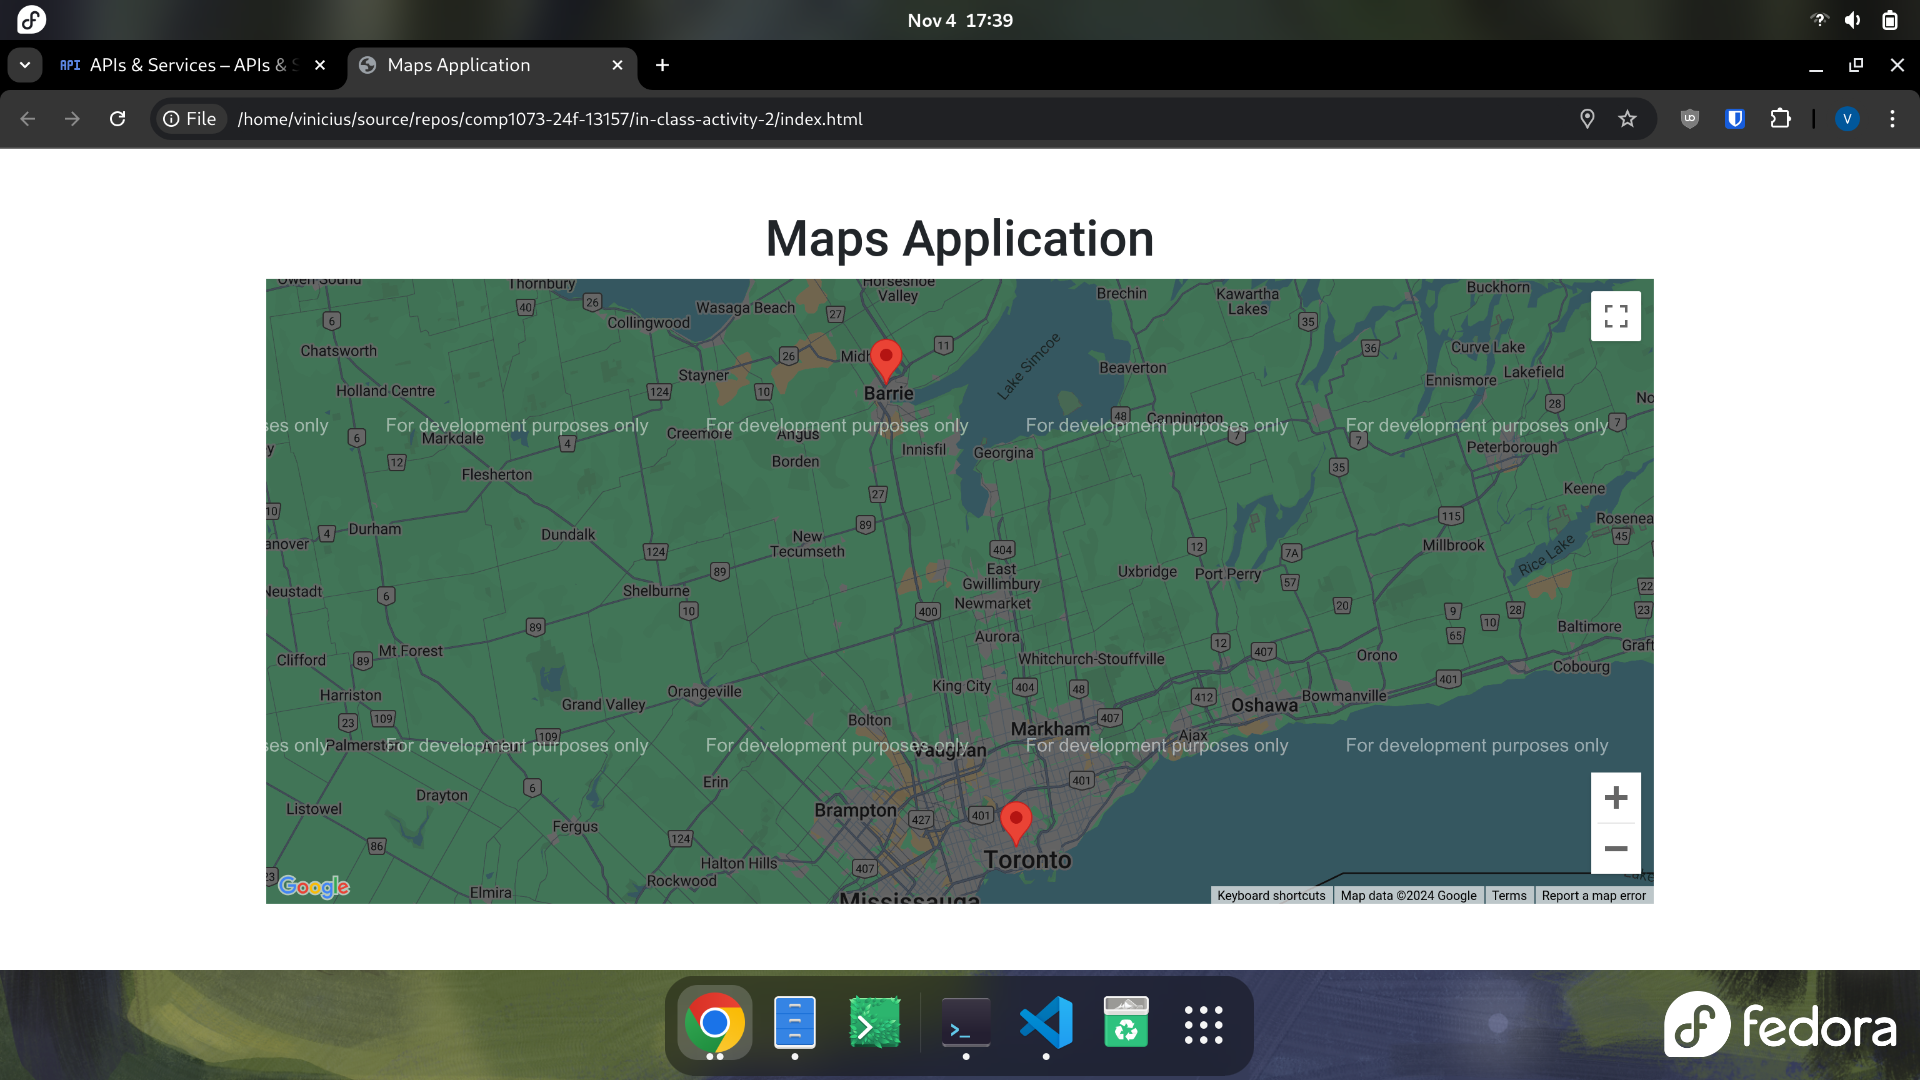 Nov 4 17:39
API APIs & Services – APIs & S
Maps Application
File
/home/vinicius/source/repos/comp1073-24f-13157/in-class-activity-2/index.html
V
Maps Application
Owen Sound
Thornbury
Horseshoe
Valley
Brechin
Kawartha
Lakes
Buckhorn
40
26
Wasaga Beach
27
Collingwood
6
35
Chatsworth
26
Midh
11
Lake Simcoe
36
Curve Lake
Stayner
Beaverton
Lakefield
Ennismore
Holland Centre
124
10
Barrie
No
28
48
Cannington
7
ses only
For development purposes only
For development purposes only
For development purposes only
For development purposes only
6
Markdale
4
Creemore
Angus
7
7
y
Innisfil
Georgina
Peterborough
12
Borden
35
Flesherton
27
Keene
10
4
Durham
89
115
Rosenea
anover
Dundalk
New
Tecumseth
45
124
404
12
7A
Millbrook
Rice Lake
89
East
Gwillimbury
Uxbridge
Port Perry
57
Neustadt
6
Shelburne
22
10
400
Newmarket
20
9
28
23
10
89
Aurora
65
Baltimore
Mt Forest
12
407
Graft
Clifford
89
Whitchurch-Stouffville
Orono
Cobourg
King City
404
48
401
Harriston
Orangeville
412
Bowmanville
Grand Valley
Oshawa
23
109
Bolton
407
109
Markham
Ajax
ses only
Palmerston
For development purposes only
For development purposes only
Vaughan
For development purposes only
For development purposes only
Erin
401
6
Drayton
Listowel
Brampton
427
401
Fergus
124
86
Toronto
Halton Hills
407
23
Rockwood
Elmira
Mississauga
Google
Lake
Keyboard shortcuts
Map data ©2024 Google
Terms
Report a map error
fedora